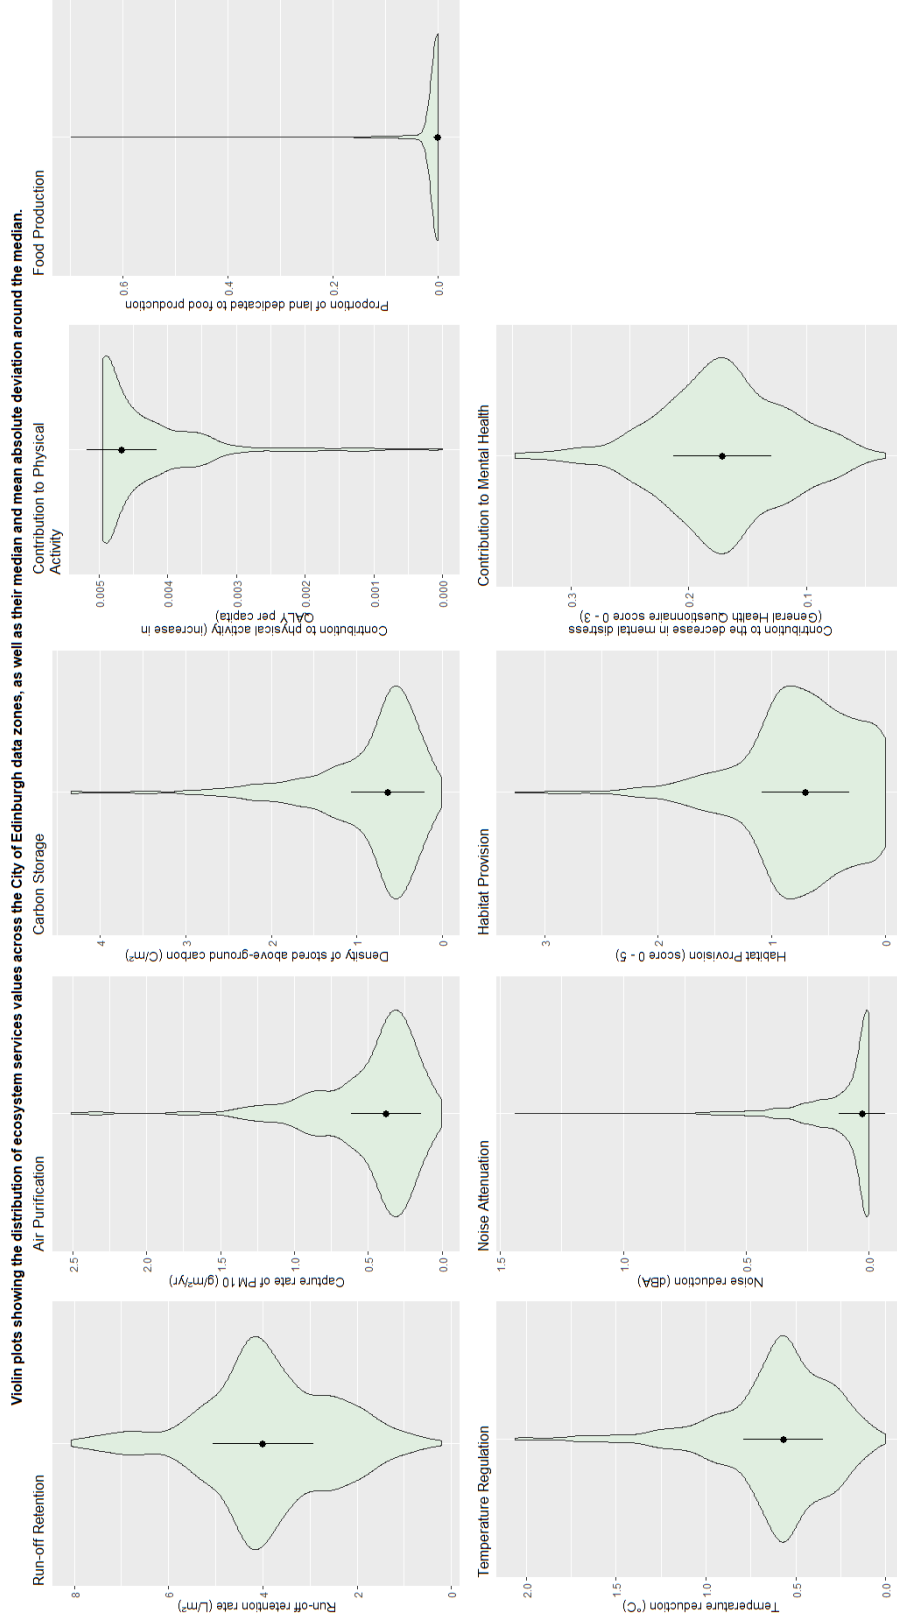 Violin plots showing the distribution of ecosystem services values across the City of Edinburgh data zones, as well as their median and mean absolute deviation around the median.
Run-off Retention
Run-off retention rate (L/m²)
8
6
4
2
0
Air Purification
Capture rate of PM 10 (g/m²/yr)
2.5
2.0
1.5
1.0
0.5
0.0
Carbon Storage
Density of stored above-ground carbon (C/m²)
4
3
2
1
0
Contribution to Physical
Activity
Contribution to physical activity (increase in
QALY per capita)
0.005
0.004
0.003
0.002
0.001
0.000
Food Production
Proportion of land dedicated to food production
0.6
0.4
0.2
0.0
Temperature Regulation
Temperature reduction (°C)
2.0
1.5
1.0
0.5
0.0
Noise Attenuation
Noise reduction (dBA)
1.5
1.0
0.5
0.0
Habitat Provision
Habitat Provision (score 0 - 5)
3
2
1
0
Contribution to Mental Health
Contribution to the decrease in mental distress
(General Health Questionnaire score 0 - 3)
0.3
0.2
0.1